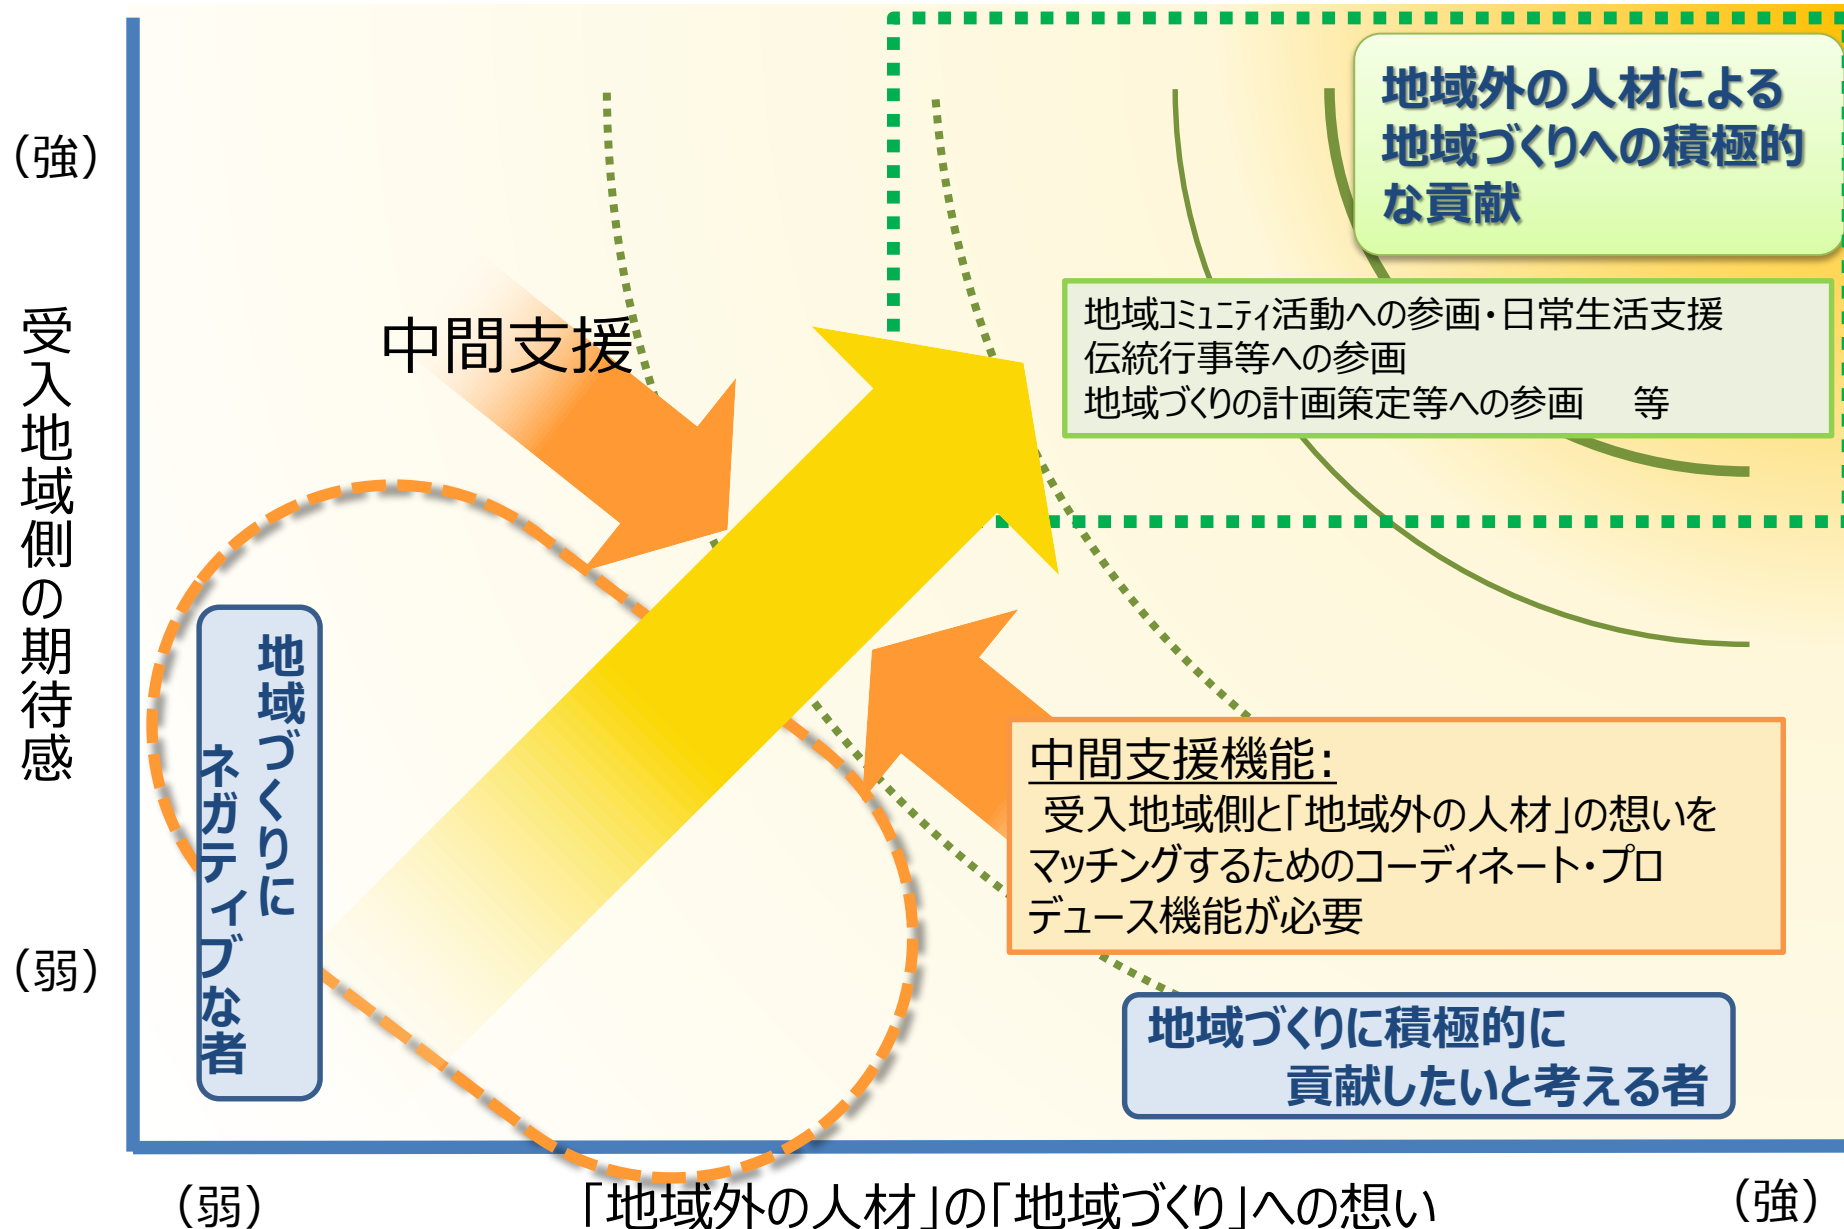 地域外の人材による
地域づくりへの積極的
な貢献
（強）
地域ｺﾐｭﾆﾃｨ活動への参画・日常生活支援
伝統行事等への参画
地域づくりの計画策定等への参画　等
中間支援
受入地域側の期待感
地域づくりに
ネガティブな者
中間支援機能：
受入地域側と「地域外の人材」の想いを
マッチングするためのコーディネート・プロ
デュース機能が必要
（弱）
地域づくりに積極的に
貢献したいと考える者
（弱）
「地域外の人材」の「地域づくり」への想い
（強）